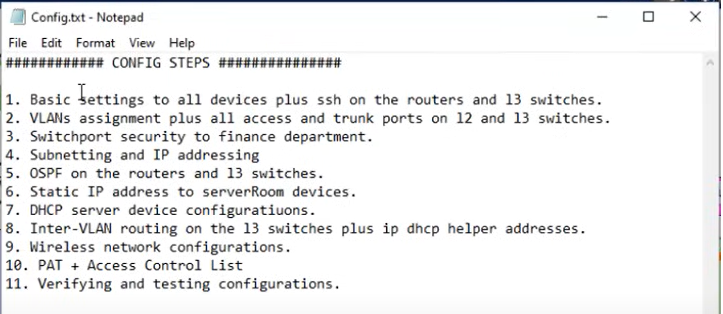 Config.txt - Notepad
File Edit Format View Help
############ CONFIG STEPS ###############
1. Basic settings to all devices plus ssh on the routers and l3 switches.
2. VLANs assignment plus all access and trunk ports on l2 and l3 switches.
3. Switchport security to finance department.
4. Subnetting and IP addressing
5. OSPF on the routers and l3 switches.
6. Static IP address to serverRoom devices.
7. DHCP server device configuratiuons.
8. Inter-VLAN routing on the l3 switches plus ip dhcp helper addresses.
9. Wireless network configurations.
10. PAT + Access Control List
11. Verifying and testing configurations.